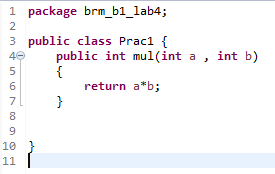 1 package brm_b1_lab4;
2
3 public class Prac1 {
4     public int mul(int a , int b)
5     {
6         return a*b;
7     }
8
9
10 }
11